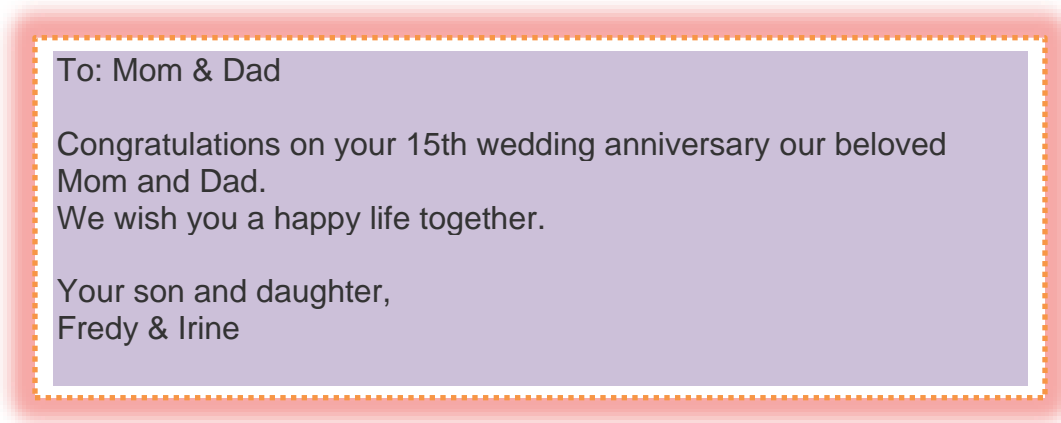 To: Mom & Dad
Congratulations on your 15th wedding anniversary our beloved
Mom and Dad.
We wish you a happy life together.
Your son and daughter,
Fredy & Irine